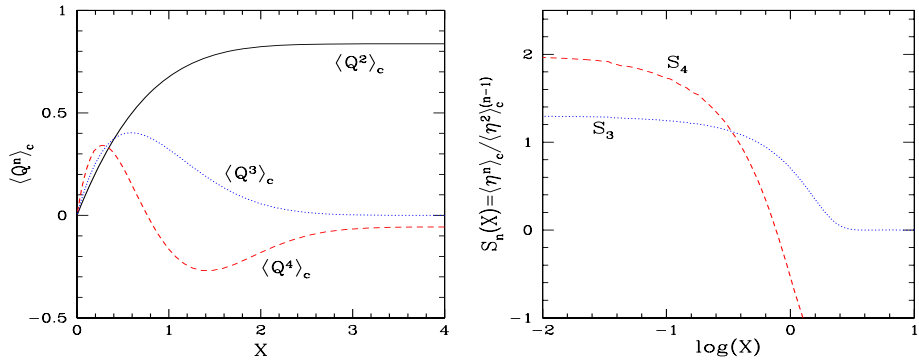 1
0.5
0
-0.5
0
1
2
3
4
X
⟨Qⁿ⟩c
⟨Q²⟩c
⟨Q³⟩c
⟨Q⁴⟩c
2
1
0
-1
-2
-1
0
1
log(X)
Sn(X)=⟨ηⁿ⟩c/⟨η²⟩c⁽ⁿ⁻¹⁾
S4
S3